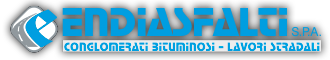 ENDIASFALTI S.P.A.
CONGLOMERATI BITUMINOSI - LAVORI STRADALI